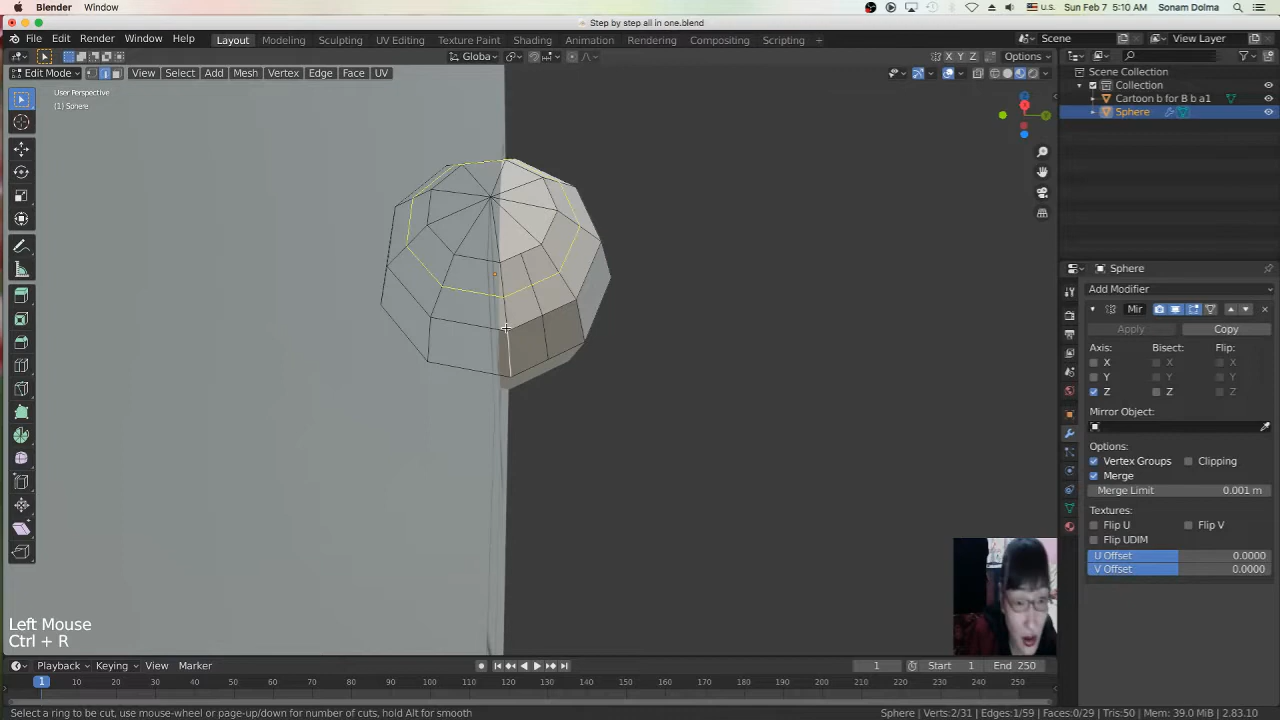 Blender Window
U.S. Sun Feb 7 5:10 AM Sonam Dolma
Step by step all in one.blend
File Edit Render Window Help Layout Modeling Sculpting UV Editing Texture Paint Shading Animation Rendering Compositing Scripting + Scene View Layer
Globa X Y Z Options
Edit Mode View Select Add Mesh Vertex Edge Face UV
Scene Collection
Collection
Cartoon b for B b a1
Sphere
User Perspective
(1) Sphere
Sphere
Add Modifier
Mir
Apply Copy
Axis: Bisect: Flip:
X X X
Y Y Y
Z Z Z
Mirror Object:
Options:
Vertex Groups Clipping
Merge
Merge Limit 0.001 m
Textures:
Flip U Flip V
Flip UDIM
U Offset 0.0000
V Offset 0.0000
Left Mouse
Ctrl + R
Playback Keying View Marker 1 Start 1 End 250
1 10 20 30 40 50 60 70 80 90 100 110 120 130 140 150 160 170 180 190 200 210 220 230 240 250
Select a ring to be cut, use mouse-wheel or page-up/down for number of cuts, hold Alt for smooth
Sphere | Verts:2/31 | Edges:1/59 | Faces:0/29 | Tris:50 | Mem: 39.0 MiB | 2.83.10